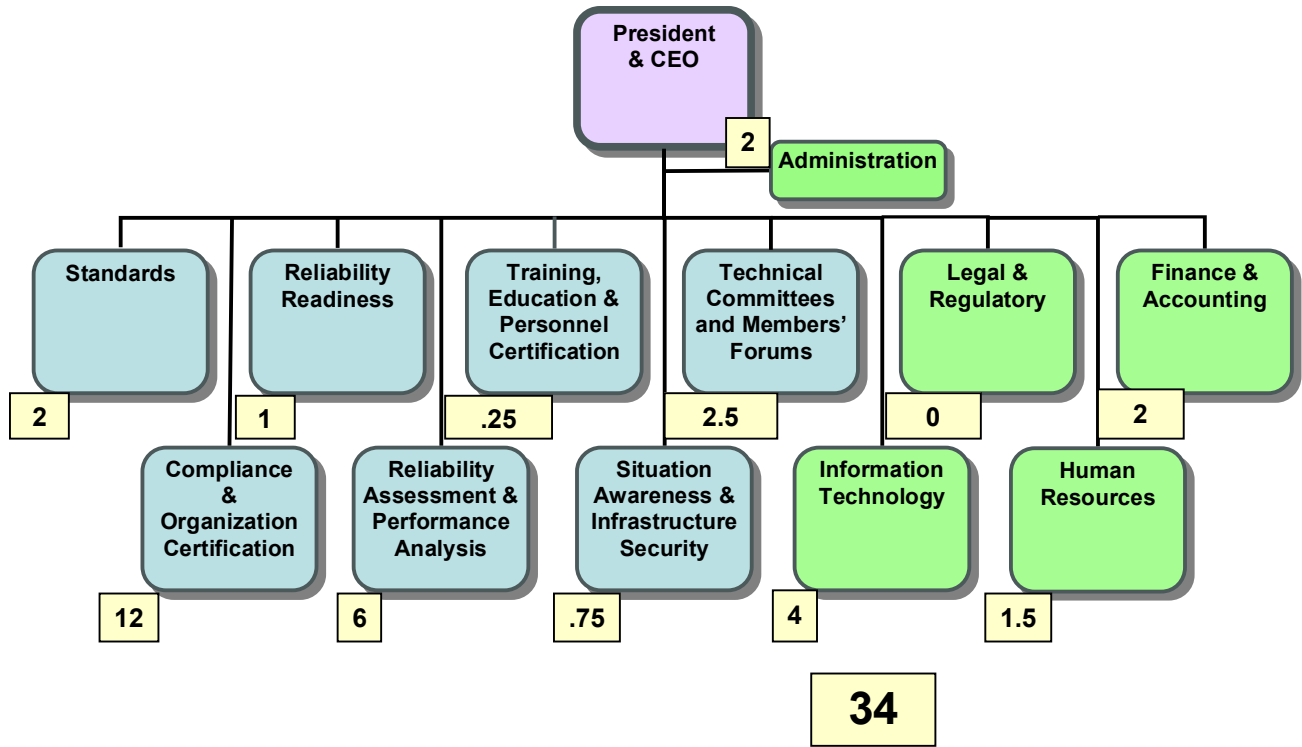 President
& CEO
2
Administration
Standards
2
Reliability
Readiness
1
Training,
Education &
Personnel
Certification
.25
Technical
Committees
and Members’
Forums
2.5
Legal &
Regulatory
0
Finance &
Accounting
2
Compliance
&
Organization
Certification
12
Reliability
Assessment &
Performance
Analysis
6
Situation
Awareness &
Infrastructure
Security
.75
Information
Technology
4
Human
Resources
1.5
34